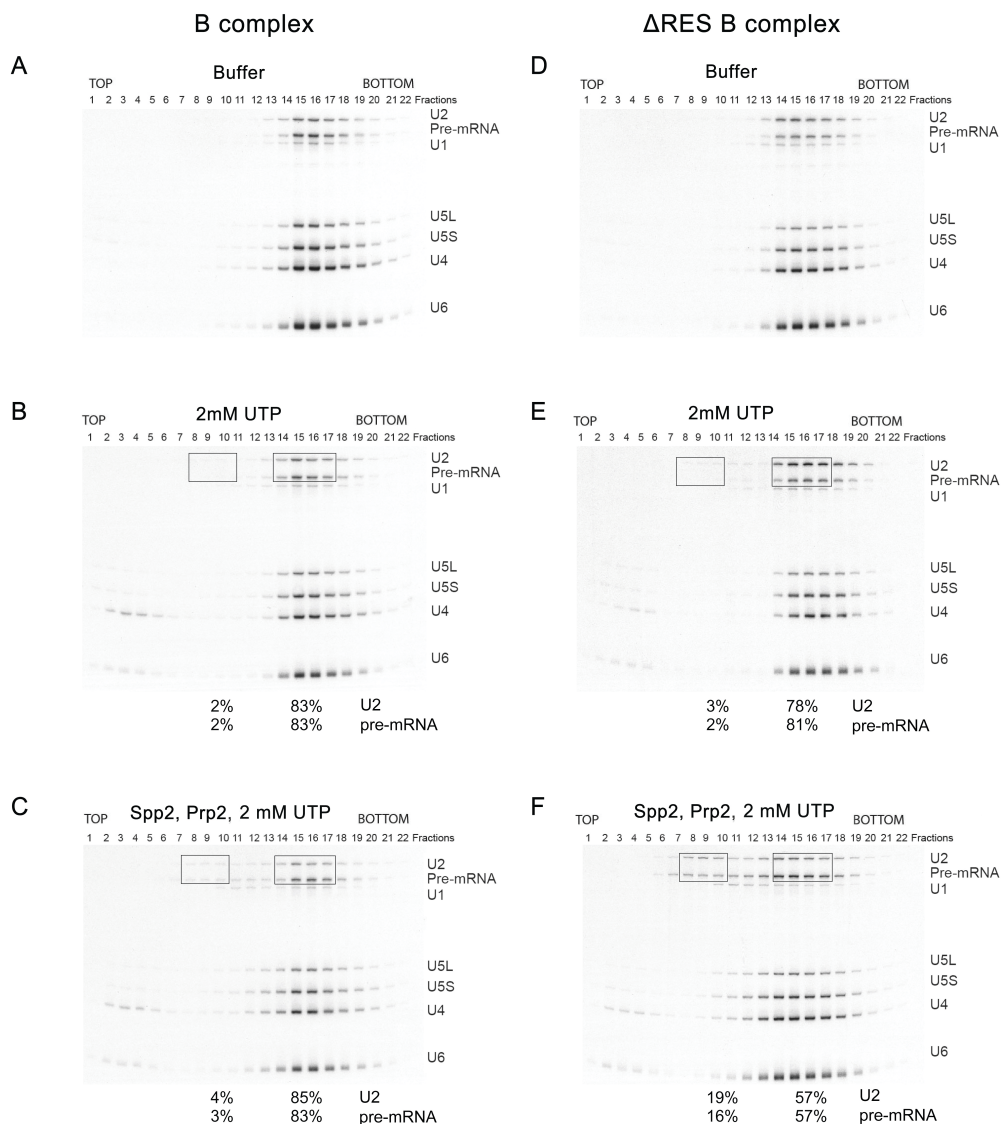 B complex
ΔRES B complex
A
Buffer
TOP
BOTTOM
1 2 3 4 5 6 7 8 9 10 11 12 13 14 15 16 17 18 19 20 21 22 Fractions
U2
Pre-mRNA
U1
U5L
U5S
U4
U6
D
Buffer
TOP
BOTTOM
1 2 3 4 5 6 7 8 9 10 11 12 13 14 15 16 17 18 19 20 21 22 Fractions
U2
Pre-mRNA
U1
U5L
U5S
U4
U6
B
2mM UTP
TOP
BOTTOM
1 2 3 4 5 6 7 8 9 10 11 12 13 14 15 16 17 18 19 20 21 22 Fractions
U2
Pre-mRNA
U1
U5L
U5S
U4
U6
2% 83% U2
2% 83% pre-mRNA
E
2mM UTP
TOP
BOTTOM
1 2 3 4 5 6 7 8 9 10 11 12 13 14 15 16 17 18 19 20 21 22 Fractions
U2
Pre-mRNA
U1
U5L
U5S
U4
U6
3% 78% U2
2% 81% pre-mRNA
C
Spp2, Prp2, 2 mM UTP
TOP
BOTTOM
1 2 3 4 5 6 7 8 9 10 11 12 13 14 15 16 17 18 19 20 21 22 Fractions
U2
Pre-mRNA
U1
U5L
U5S
U4
U6
4% 85% U2
3% 83% pre-mRNA
F
Spp2, Prp2, 2 mM UTP
TOP
BOTTOM
1 2 3 4 5 6 7 8 9 10 11 12 13 14 15 16 17 18 19 20 21 22 Fractions
U2
Pre-mRNA
U1
U5L
U5S
U4
U6
19% 57% U2
16% 57% pre-mRNA